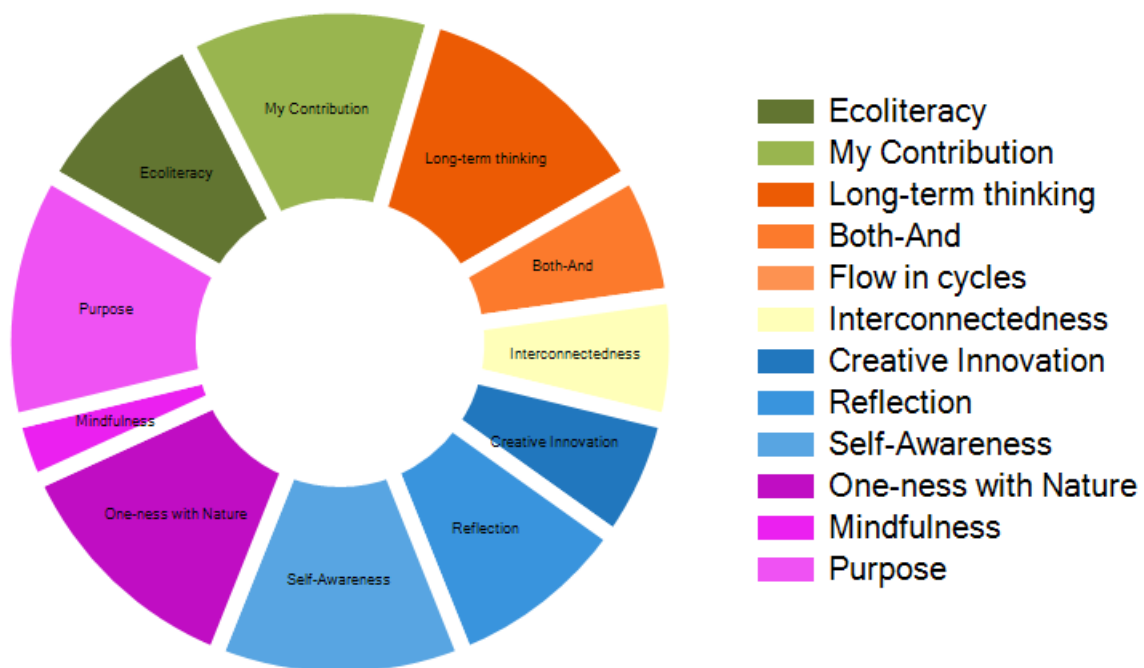 My Contribution
Long-term thinking
Ecoliteracy
Both-And
Purpose
Interconnectedness
Mindfulness
Creative Innovation
One-ness with Nature
Reflection
Self-Awareness
Ecoliteracy
My Contribution
Long-term thinking
Both-And
Flow in cycles
Interconnectedness
Creative Innovation
Reflection
Self-Awareness
One-ness with Nature
Mindfulness
Purpose